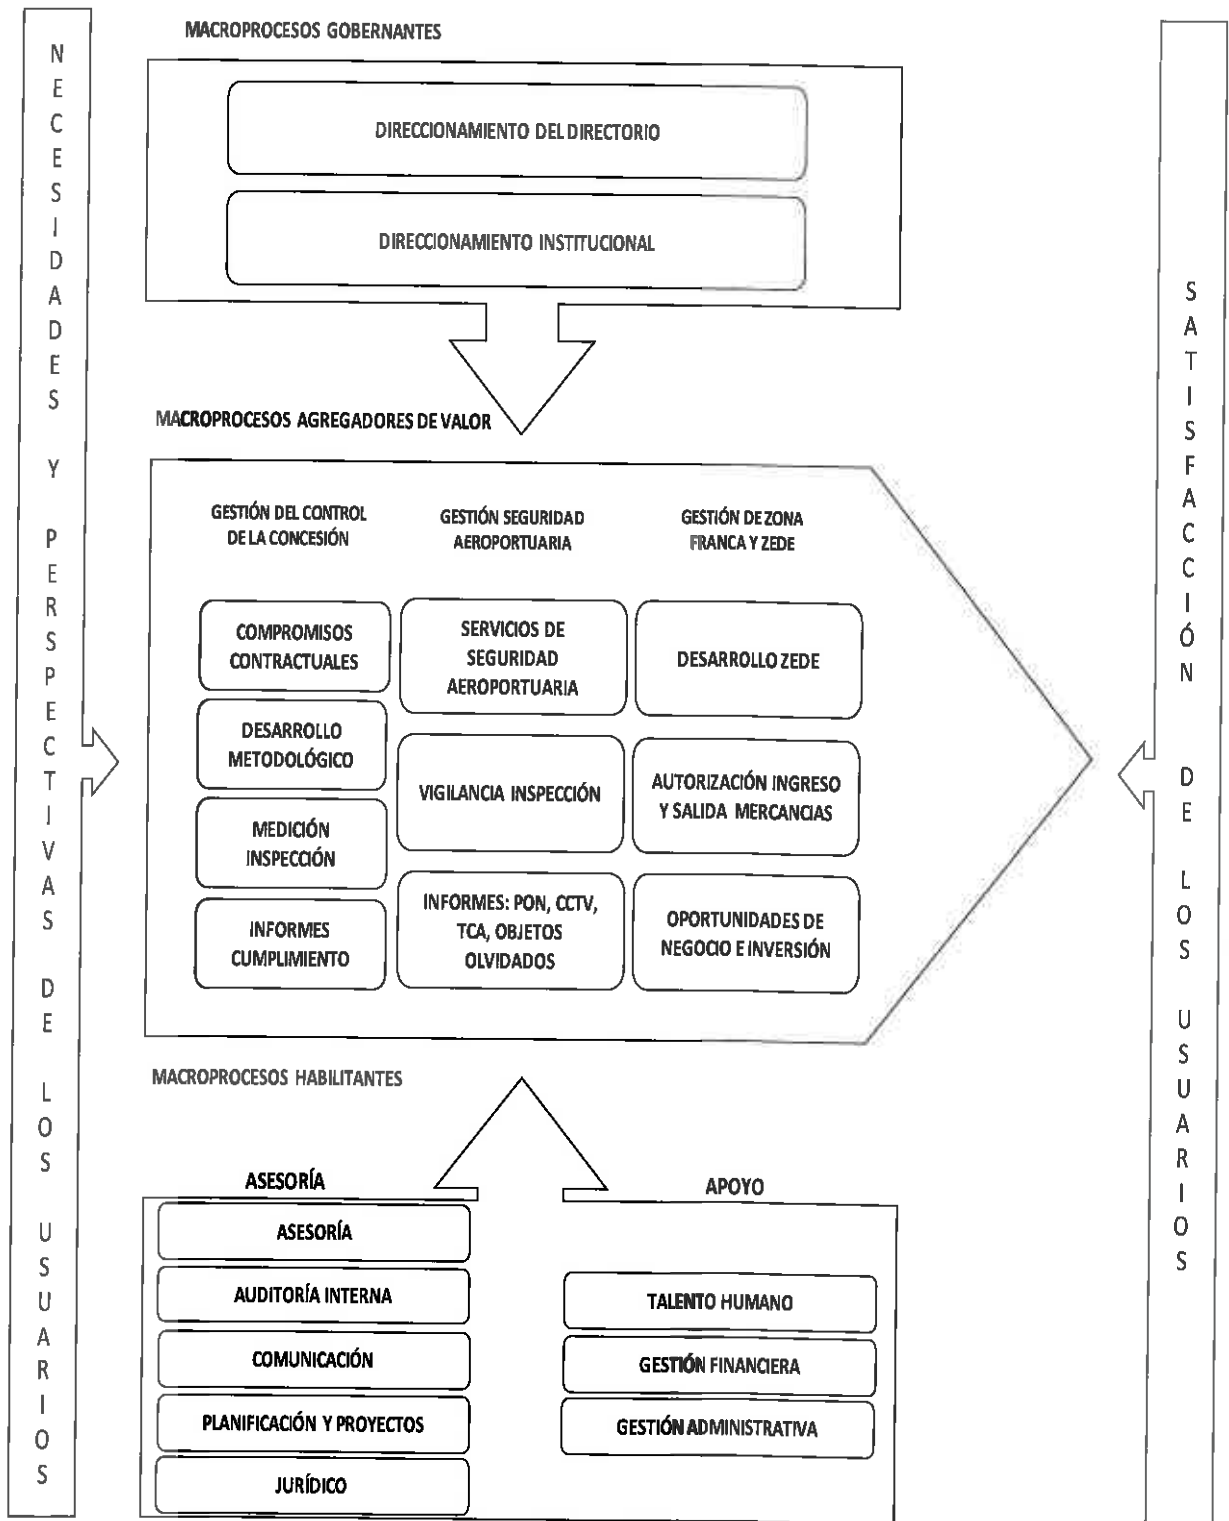 MACROPROCESOS GOBERNANTES
NECESIDADES Y PERSPECTIVAS DE LOS USUARIOS
DIRECCIONAMIENTO DEL DIRECTORIO
DIRECCIONAMIENTO INSTITUCIONAL
SATISFACCIÓN DE LOS USUARIOS
MACROPROCESOS AGREGADORES DE VALOR
GESTIÓN DEL CONTROL
DE LA CONCESIÓN
COMPROMISOS
CONTRACTUALES
DESARROLLO
METODOLÓGICO
MEDICIÓN
INSPECCIÓN
INFORMES
CUMPLIMIENTO
GESTIÓN SEGURIDAD
AEROPORTUARIA
SERVICIOS DE
SEGURIDAD
AEROPORTUARIA
VIGILANCIA INSPECCIÓN
INFORMES: PON, CCTV,
TCA, OBJETOS
OLVIDADOS
GESTIÓN DE ZONA
FRANCA Y ZEDE
DESARROLLO ZEDE
AUTORIZACIÓN INGRESO
Y SALIDA MERCANCIAS
OPORTUNIDADES DE
NEGOCIO E INVERSIÓN
MACROPROCESOS HABILITANTES
ASESORÍA
ASESORÍA
AUDITORÍA INTERNA
COMUNICACIÓN
PLANIFICACIÓN Y PROYECTOS
JURÍDICO
APOYO
TALENTO HUMANO
GESTIÓN FINANCIERA
GESTIÓN ADMINISTRATIVA